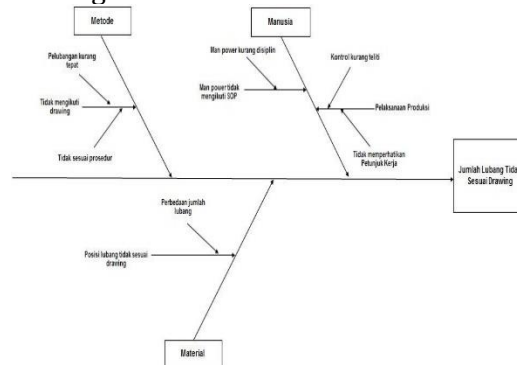 Metode
Manusia
Pelubangan kurang
tepat
Tidak mengikuti
drawing
Tidak sesuai prosedur
Man power kurang disiplin
Man power tidak
mengikuti SOP
Kontrol kurang teliti
Pelaksanaan Produksi
Tidak memperhatikan
Petunjuk Kerja
Jumlah Lubang Tida
Sesuai Drawing
Perbedaan jumlah
lubang
Posisi lubang tidak sesuai
drawing
Material